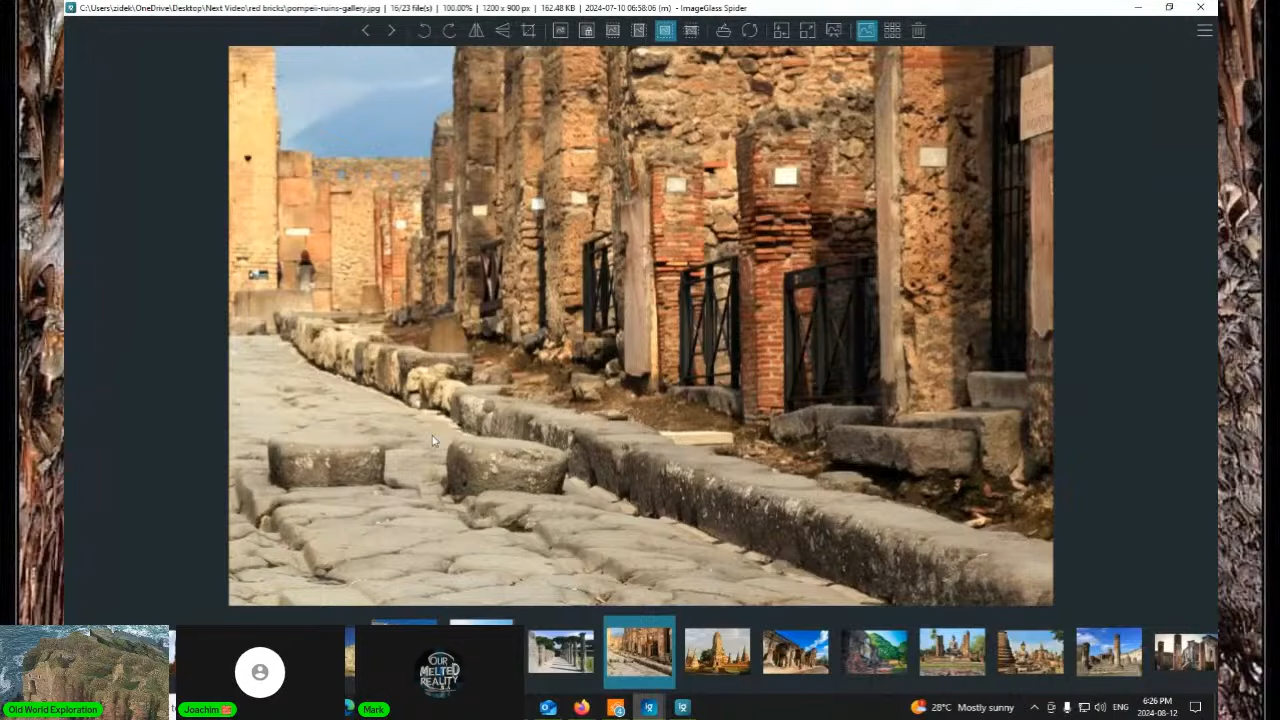 C:\Users\zidek\OneDrive\Desktop\Next Video\red bricks\pompeii-ruins-gallery.jpg | 16/23 file(s) | 100.00% | 1200 x 900 px | 162.48 KB | 2024-07-10 06:58:06 (m) - ImageGlass Spider
OUR
MELTED
REALITY
Old World Exploration
Joachim
Mark
28°C Mostly sunny
ENG
6:26 PM
2024-08-12